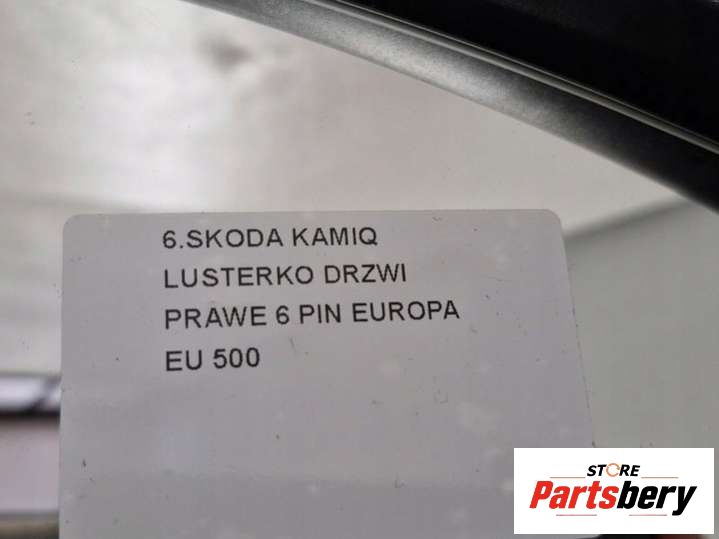 6.SKODA KAMIQ
LUSTERKO DRZWI
PRAWE 6 PIN EUROPA
EU 500
STORE
Partsbery